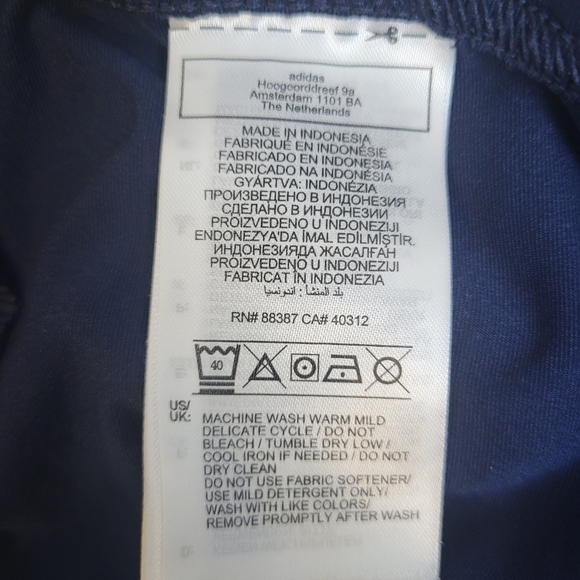 adidas
Hoogoorddreef 9a
Amsterdam 1101 BA
The Netherlands
MADE IN INDONESIA
FABRIQUÉ EN INDONÉSIE
FABRICADO EN INDONESIA
FABRICADO NA INDONÉSIA
GYÁRTVA: INDONÉZIA
ПРОИЗВЕДЕНО В ИНДОНЕЗИЯ
СДЕЛАНО В ИНДОНЕЗИИ
PROIZVEDENO U INDONEZIJI
ENDONEZYA'DA İMAL EDİLMİŞTİR.
ИНДОНЕЗИЯДА ЖАСАЛҒАН
PROIZVEDENO U INDONEZIJI
FABRICAT ÎN INDONEZIA
بلد المنشأ : اندونسيا
RN# 88387 CA# 40312
40
US/
UK:
MACHINE WASH WARM MILD
DELICATE CYCLE / DO NOT
BLEACH / TUMBLE DRY LOW /
COOL IRON IF NEEDED / DO NOT
DRY CLEAN
DO NOT USE FABRIC SOFTENER/
USE MILD DETERGENT ONLY/
WASH WITH LIKE COLORS/
REMOVE PROMPTLY AFTER WASH